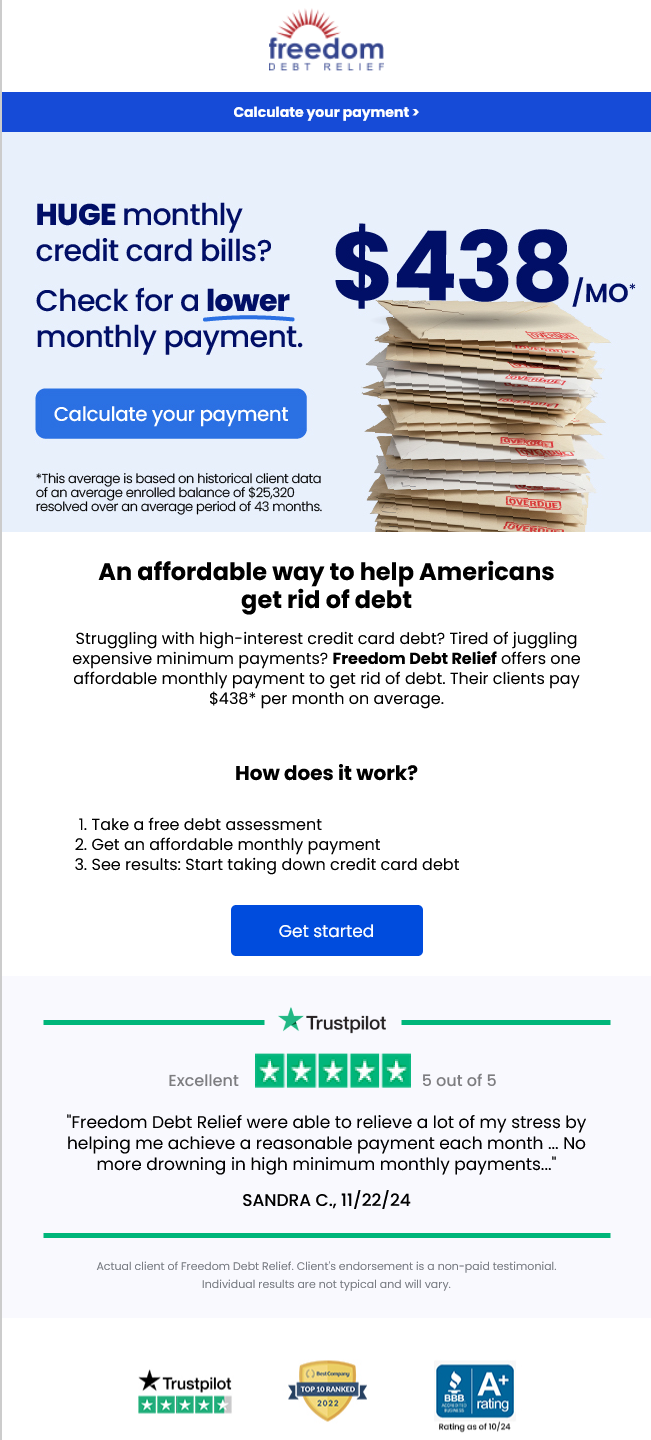 freedom
DEBT RELIEF
Calculate your payment >
HUGE monthly
credit card bills?
Check for a lower
monthly payment.
$438/MO*
Calculate your payment
OVERDUE
OVERDUE
OVERDUE
OVERDUE
OVERDUE
OVERDUE
OVERDUE
OVERDUE
*This average is based on historical client data
of an average enrolled balance of $25,320
resolved over an average period of 43 months.
An affordable way to help Americans
get rid of debt
Struggling with high-interest credit card debt? Tired of juggling
expensive minimum payments? Freedom Debt Relief offers one
affordable monthly payment to get rid of debt. Their clients pay
$438* per month on average.
How does it work?
1. Take a free debt assessment
2. Get an affordable monthly payment
3. See results: Start taking down credit card debt
Get started
Trustpilot
Excellent 5 out of 5
"Freedom Debt Relief were able to relieve a lot of my stress by
helping me achieve a reasonable payment each month ... No
more drowning in high minimum monthly payments..."
SANDRA C., 11/22/24
Actual client of Freedom Debt Relief. Client's endorsement is a non-paid testimonial.
Individual results are not typical and will vary.
Trustpilot
BestCompany
TOP 10 RANKED
2022
BBB
ACCREDITED
BUSINESS
A+
rating
Rating as of 10/24